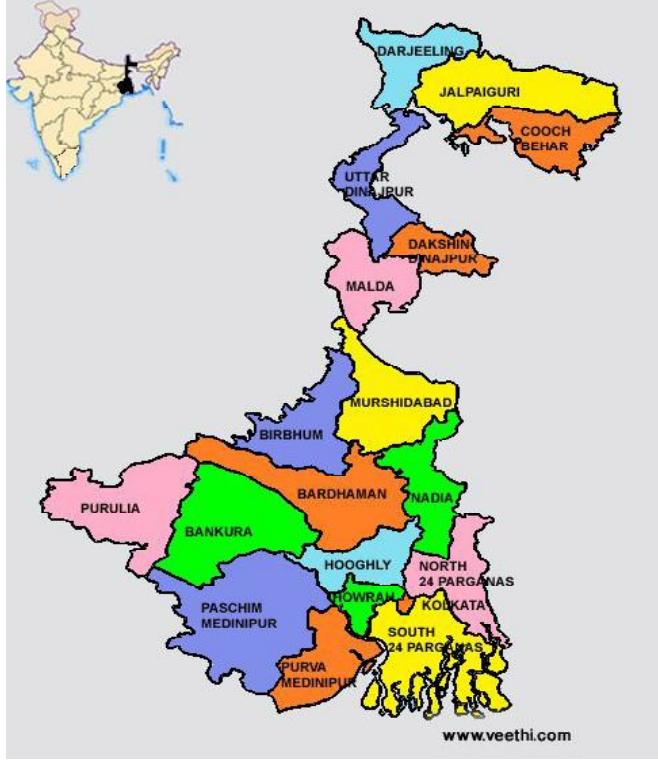 DARJEELING
JALPAIGURI
COOCH
BEHAR
UTTAR
DINAJPUR
DAKSHIN
DINAJPUR
MALDA
MURSHIDABAD
BIRBHUM
BARDHAMAN
NADIA
PURULIA
BANKURA
HOOGHLY
NORTH
24 PARGANAS
HOWRAH
KOLKATA
PASCHIM
MEDINIPUR
SOUTH
24 PARGANAS
PURVA
MEDINIPUR
www.veethi.com